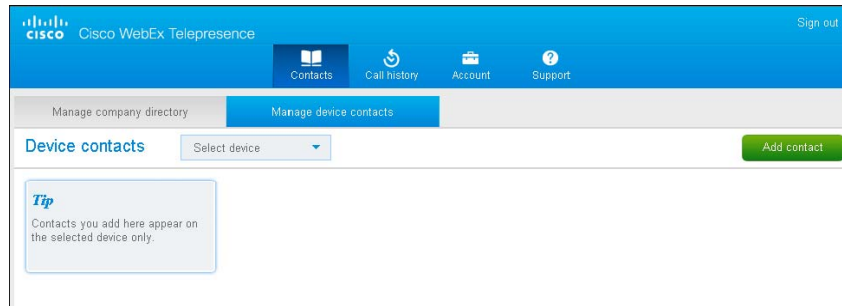 Sign out
CISCO Cisco WebEx Telepresence
Contacts Call history Account Support
Manage company directory Manage device contacts
Device contacts Select device Add contact
Tip
Contacts you add here appear on
the selected device only.